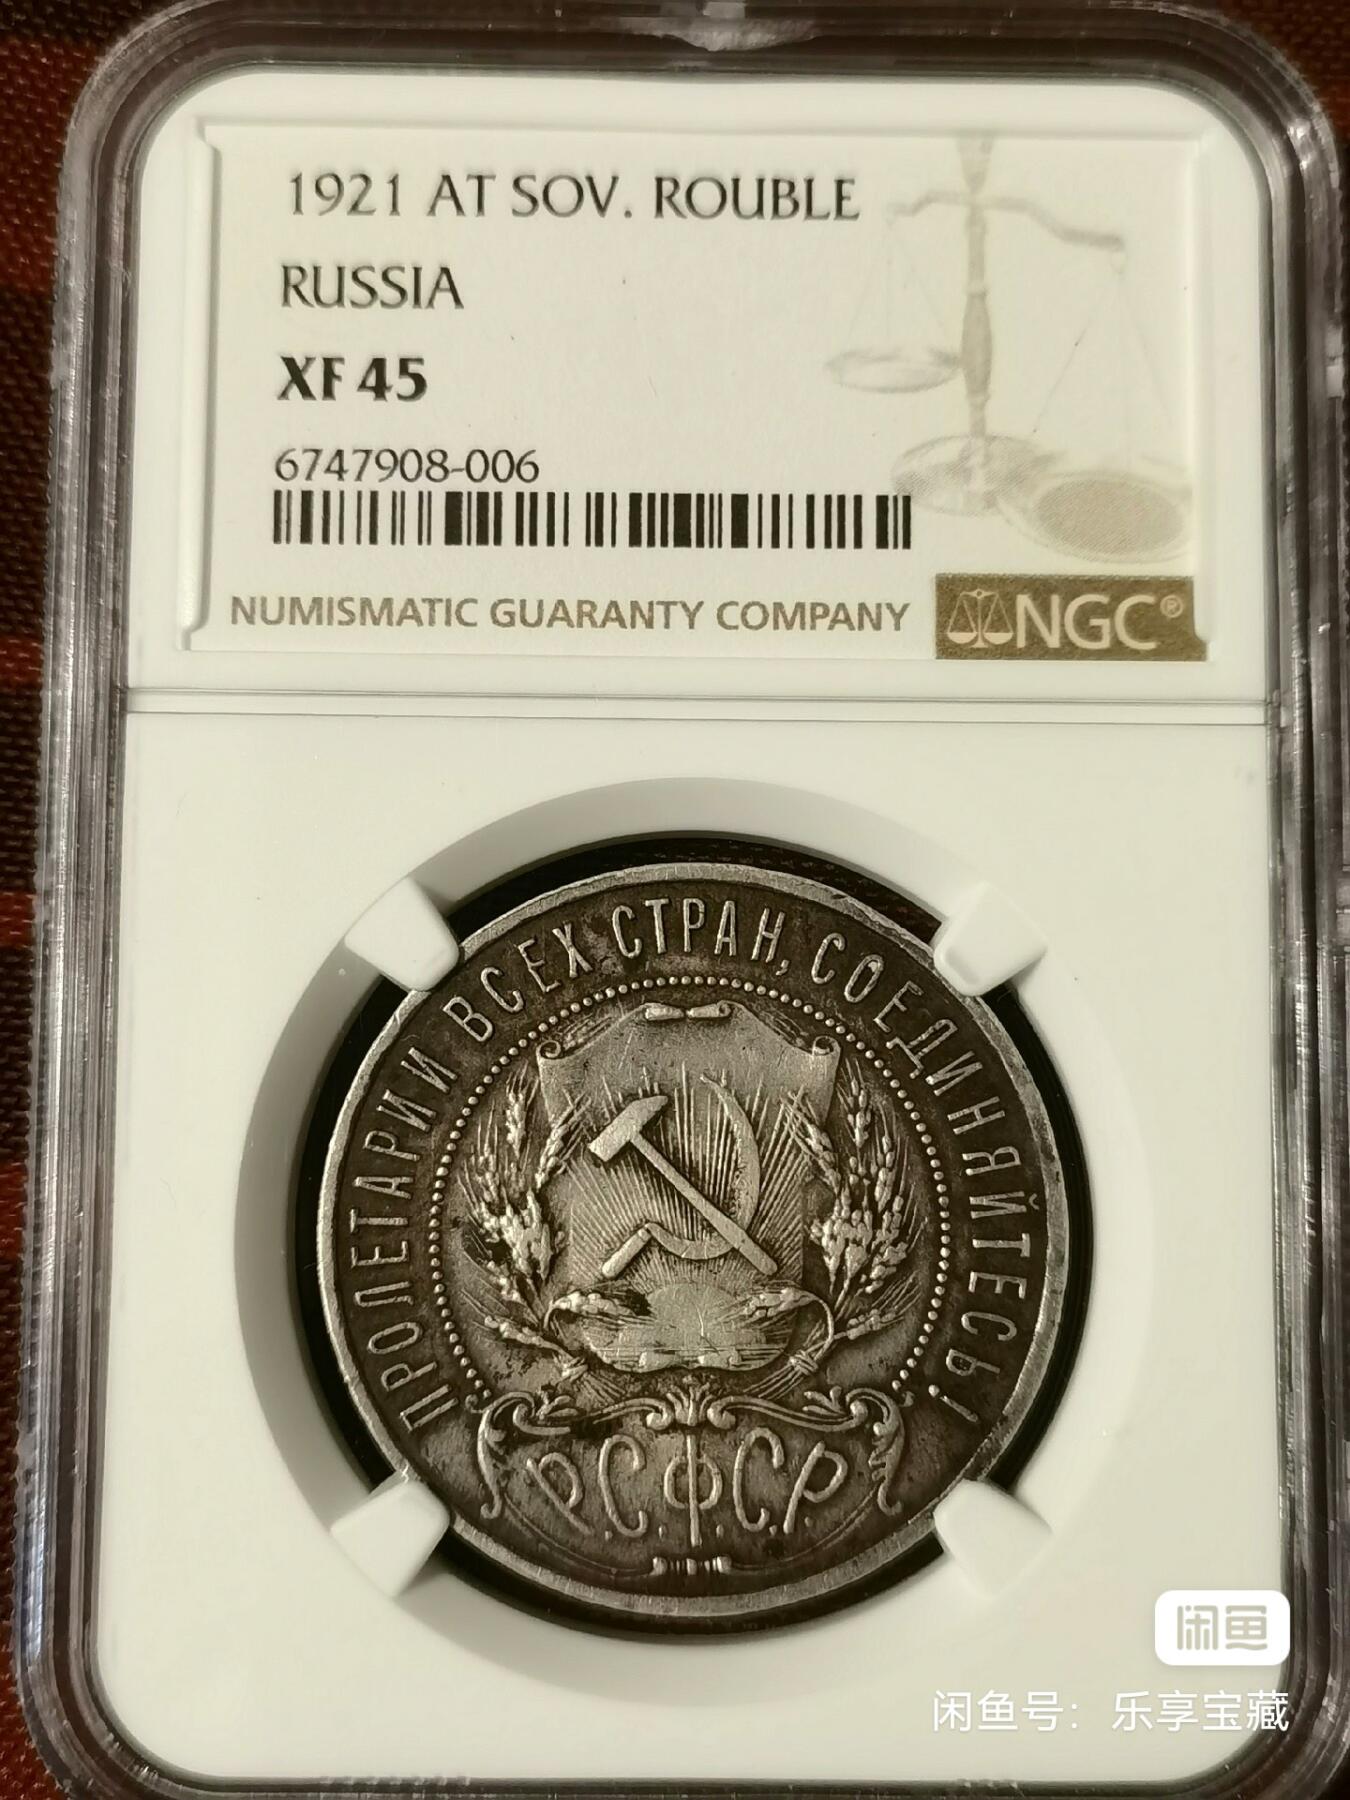 1921 AT SOV. ROUBLE
RUSSIA
XF 45
6747908-006
NUMISMATIC GUARANTY COMPANY
NGC®
ПРОЛЕТАРИИ ВСЕХ СТРАН, СОЕДИНЯЙТЕСЬ!
Р.С.Ф.С.Р.
闲鱼
闲鱼号：乐享宝藏